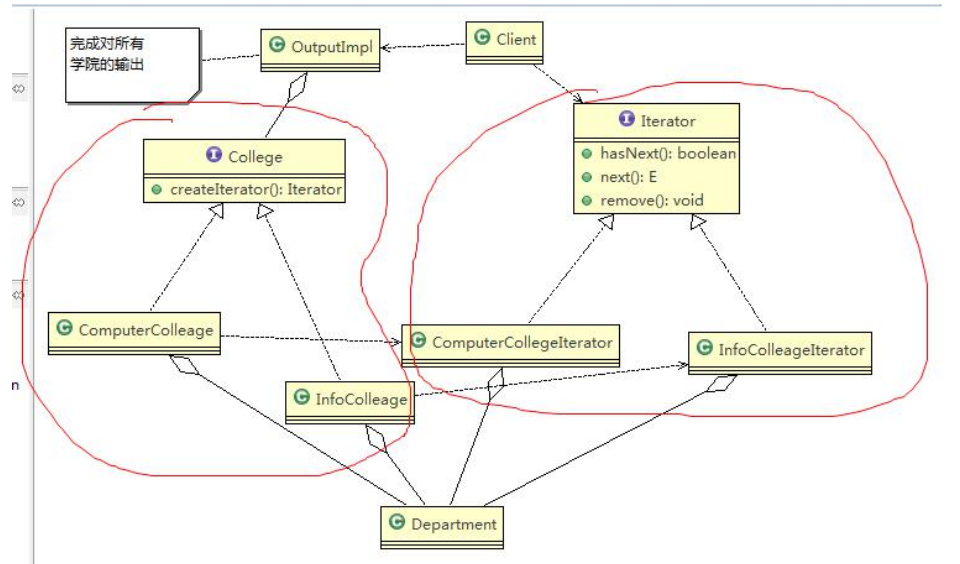 完成对所有
学院的输出
C OutputImpl
C Client
I Iterator
hasNext(): boolean
next(): E
remove(): void
I College
createIterator(): Iterator
C ComputerColleage
C ComputerCollegeIterator
C InfoColleageIterator
C InfoColleage
n
C Department